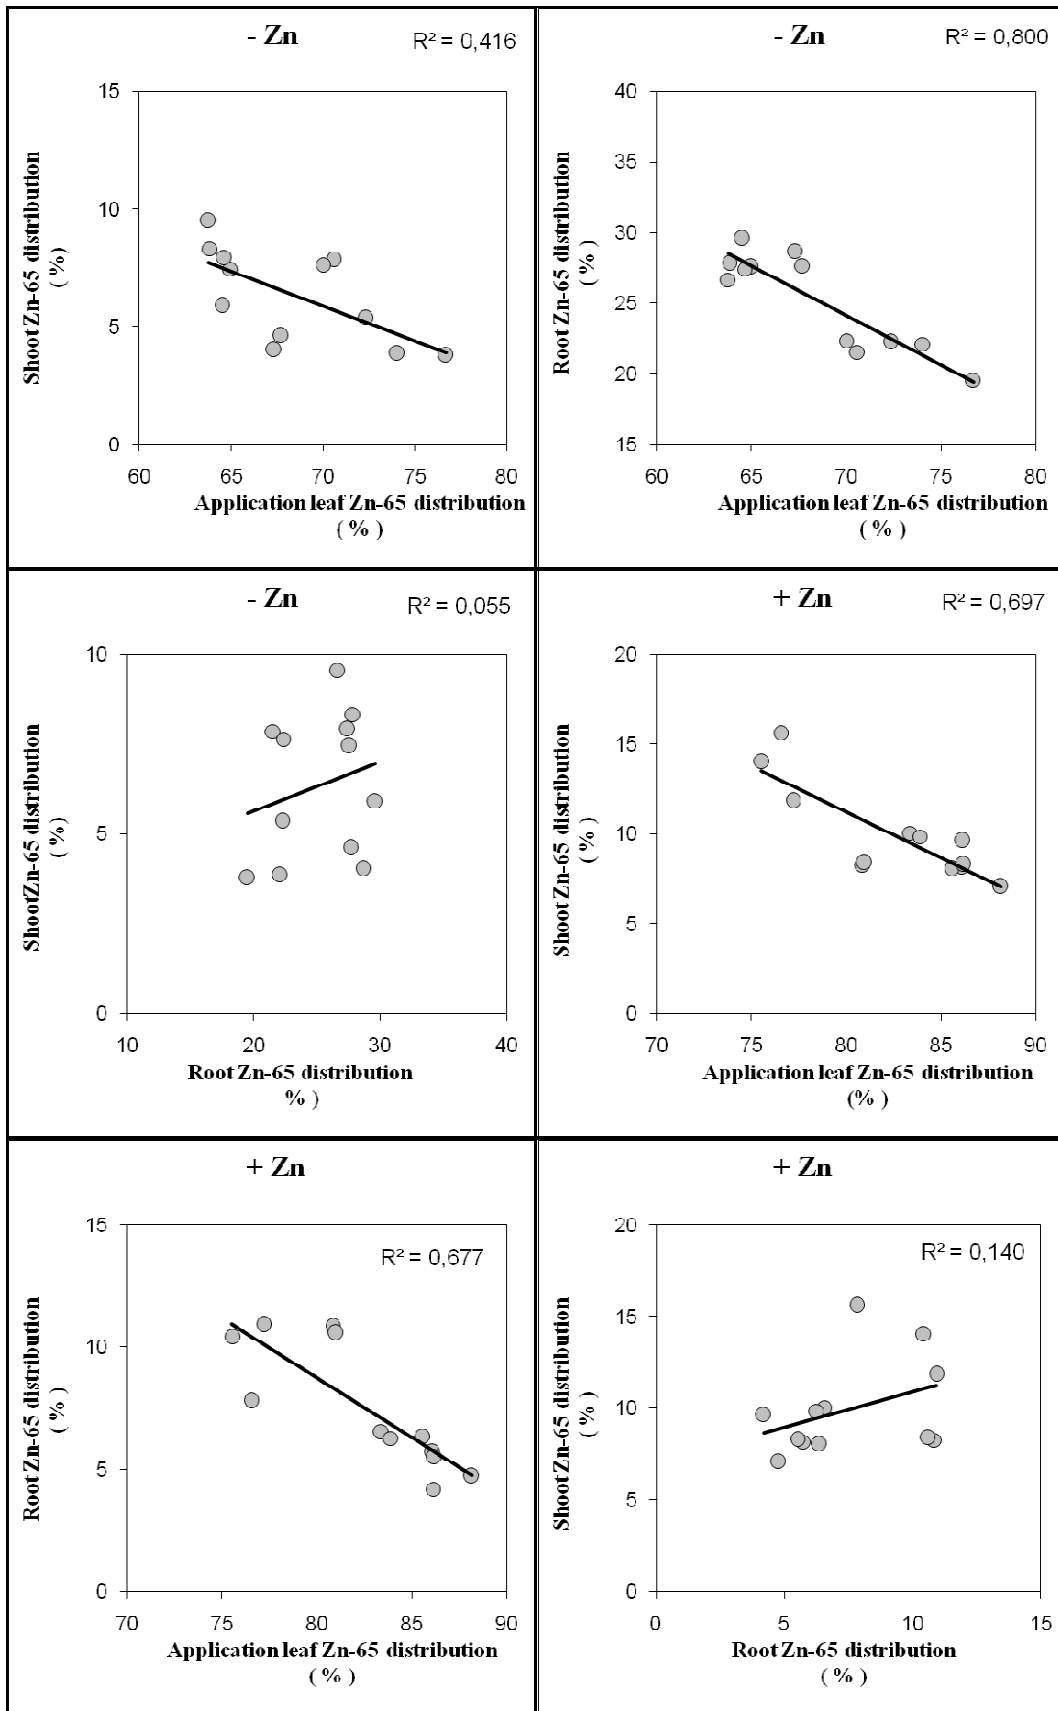 - Zn
R² = 0,416
15
10
5
0
60 65 70 75 80
Shoot Zn-65 distribution
( %)
Application leaf Zn-65 distribution
( % )
- Zn
R² = 0,800
40
35
30
25
20
15
60 65 70 75 80
Root Zn-65 distribution
( % )
Application leaf Zn-65 distribution
( % )
- Zn
R² = 0,055
10
5
0
10 20 30 40
ShootZn-65 distribution
( %)
Root Zn-65 distribution
% )
+ Zn
R² = 0,697
20
15
10
5
0
70 75 80 85 90
Shoot Zn-65 distribution
( % )
Application leaf Zn-65 distribution
(% )
+ Zn
R² = 0,677
15
10
5
0
70 75 80 85 90
Root Zn-65 distribution
( % )
Application leaf Zn-65 distribution
( % )
+ Zn
R² = 0,140
20
15
10
5
0
0 5 10 15
Shoot Zn-65 distribution
( %)
Root Zn-65 distribution
( % )